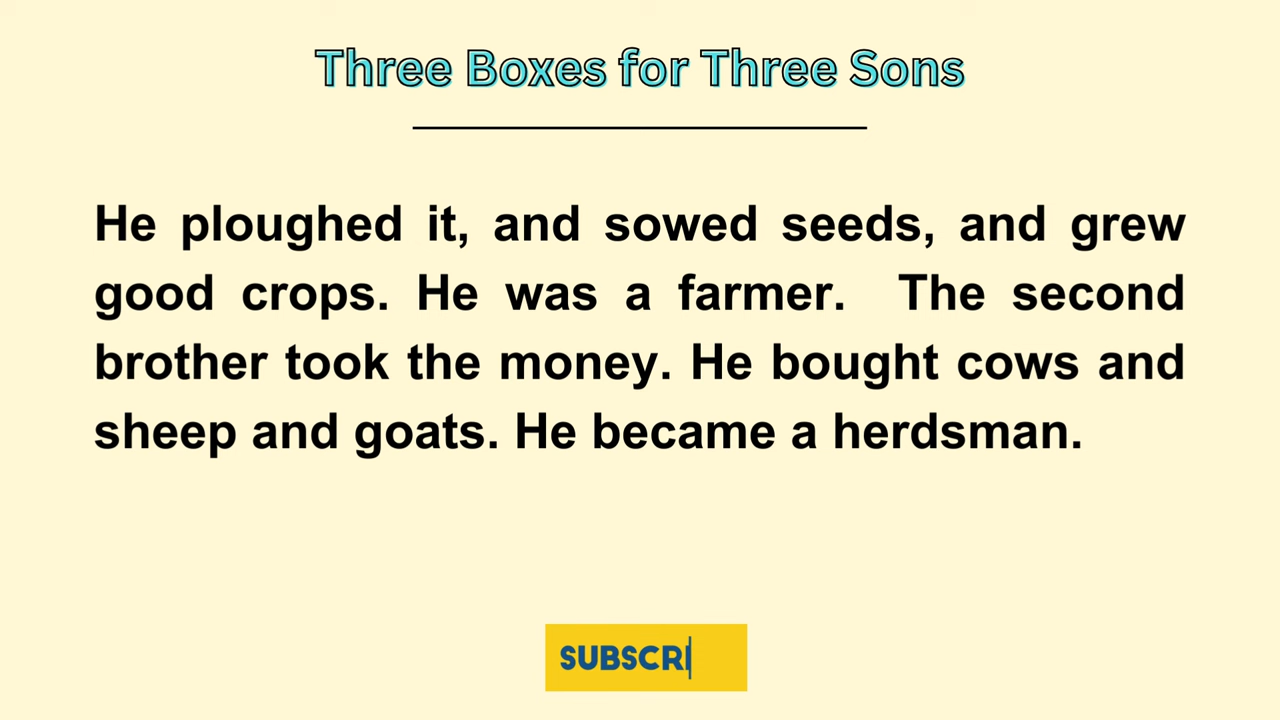 Three Boxes for Three Sons
He ploughed it, and sowed seeds, and grew
good crops. He was a farmer. The second
brother took the money. He bought cows and
sheep and goats. He became a herdsman.
SUBSCRI